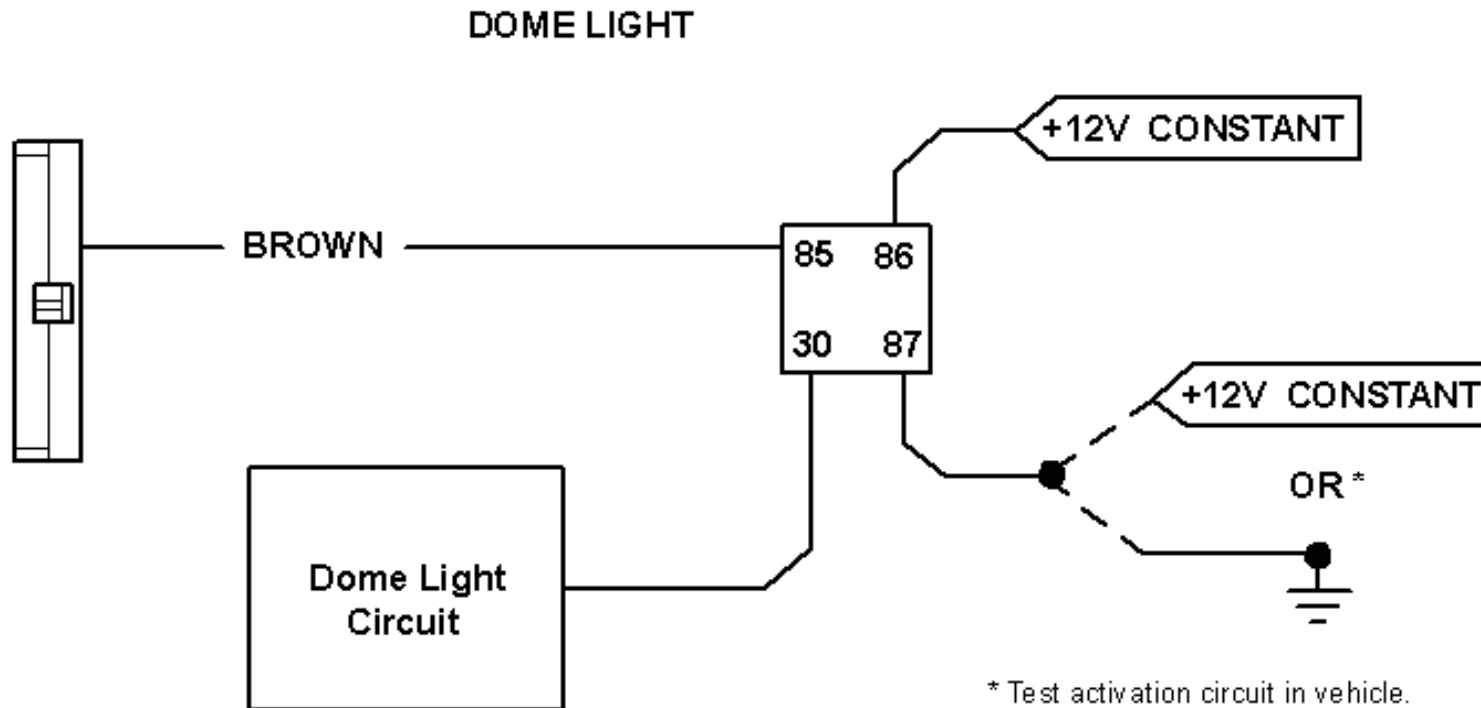 DOME LIGHT
+12V CONSTANT
BROWN
85 86
30 87
+12V CONSTANT
OR *
Dome Light
Circuit
* Test activation circuit in vehicle.